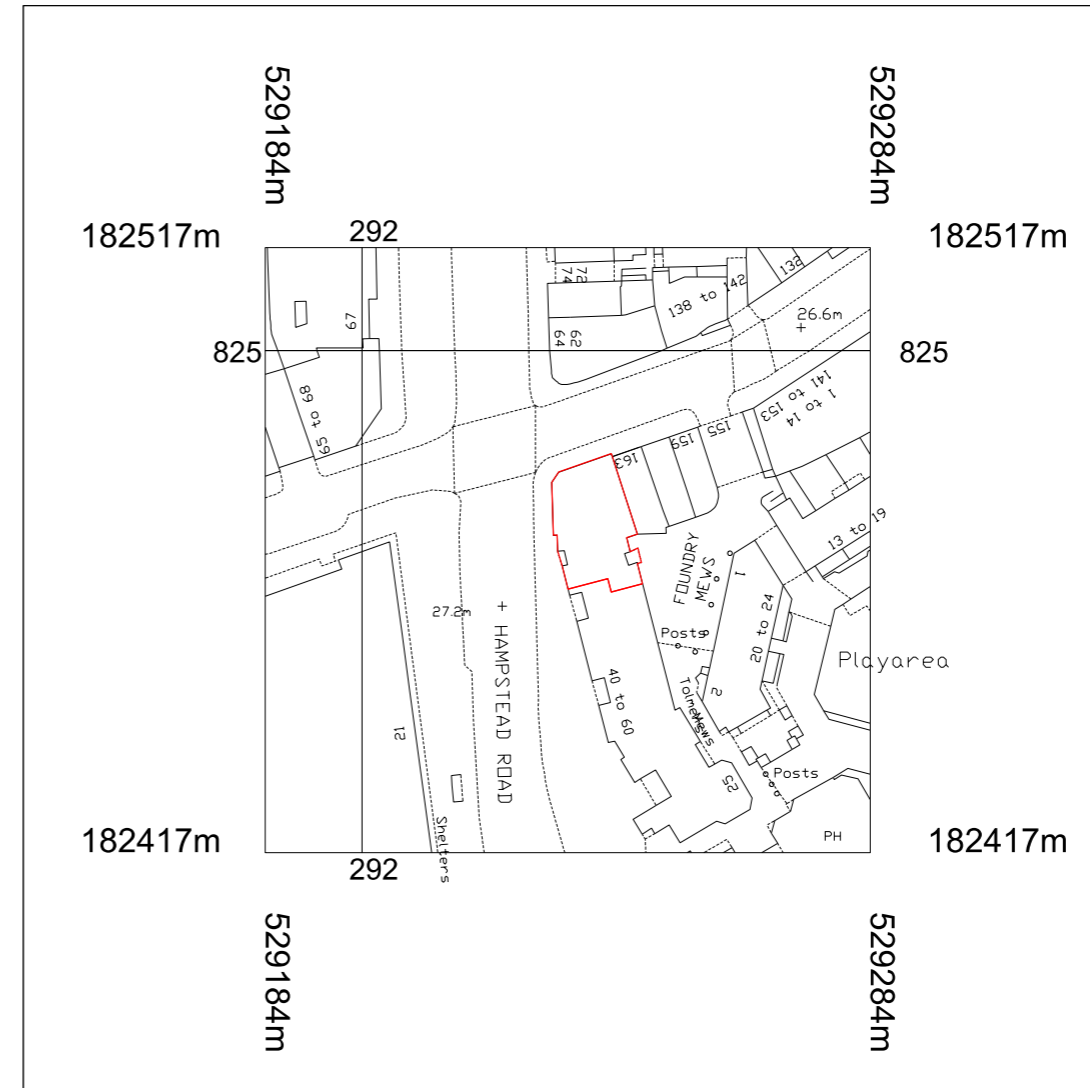 529184m
529284m
182517m
292
182517m
74
72
138 to 142
132
67
64
62
26.6m
825
825
65 to 68
1 to 14
141 to 153
155
159
163
13 to 19
FOUNDRY
MEWS
1
27.2m
+ HAMPSTEAD ROAD
Posts
20 to 24
Playarea
40 to 60
2
Tolmers
Mews
12
25
Posts
Shelters
PH
182417m
292
182417m
529184m
529284m